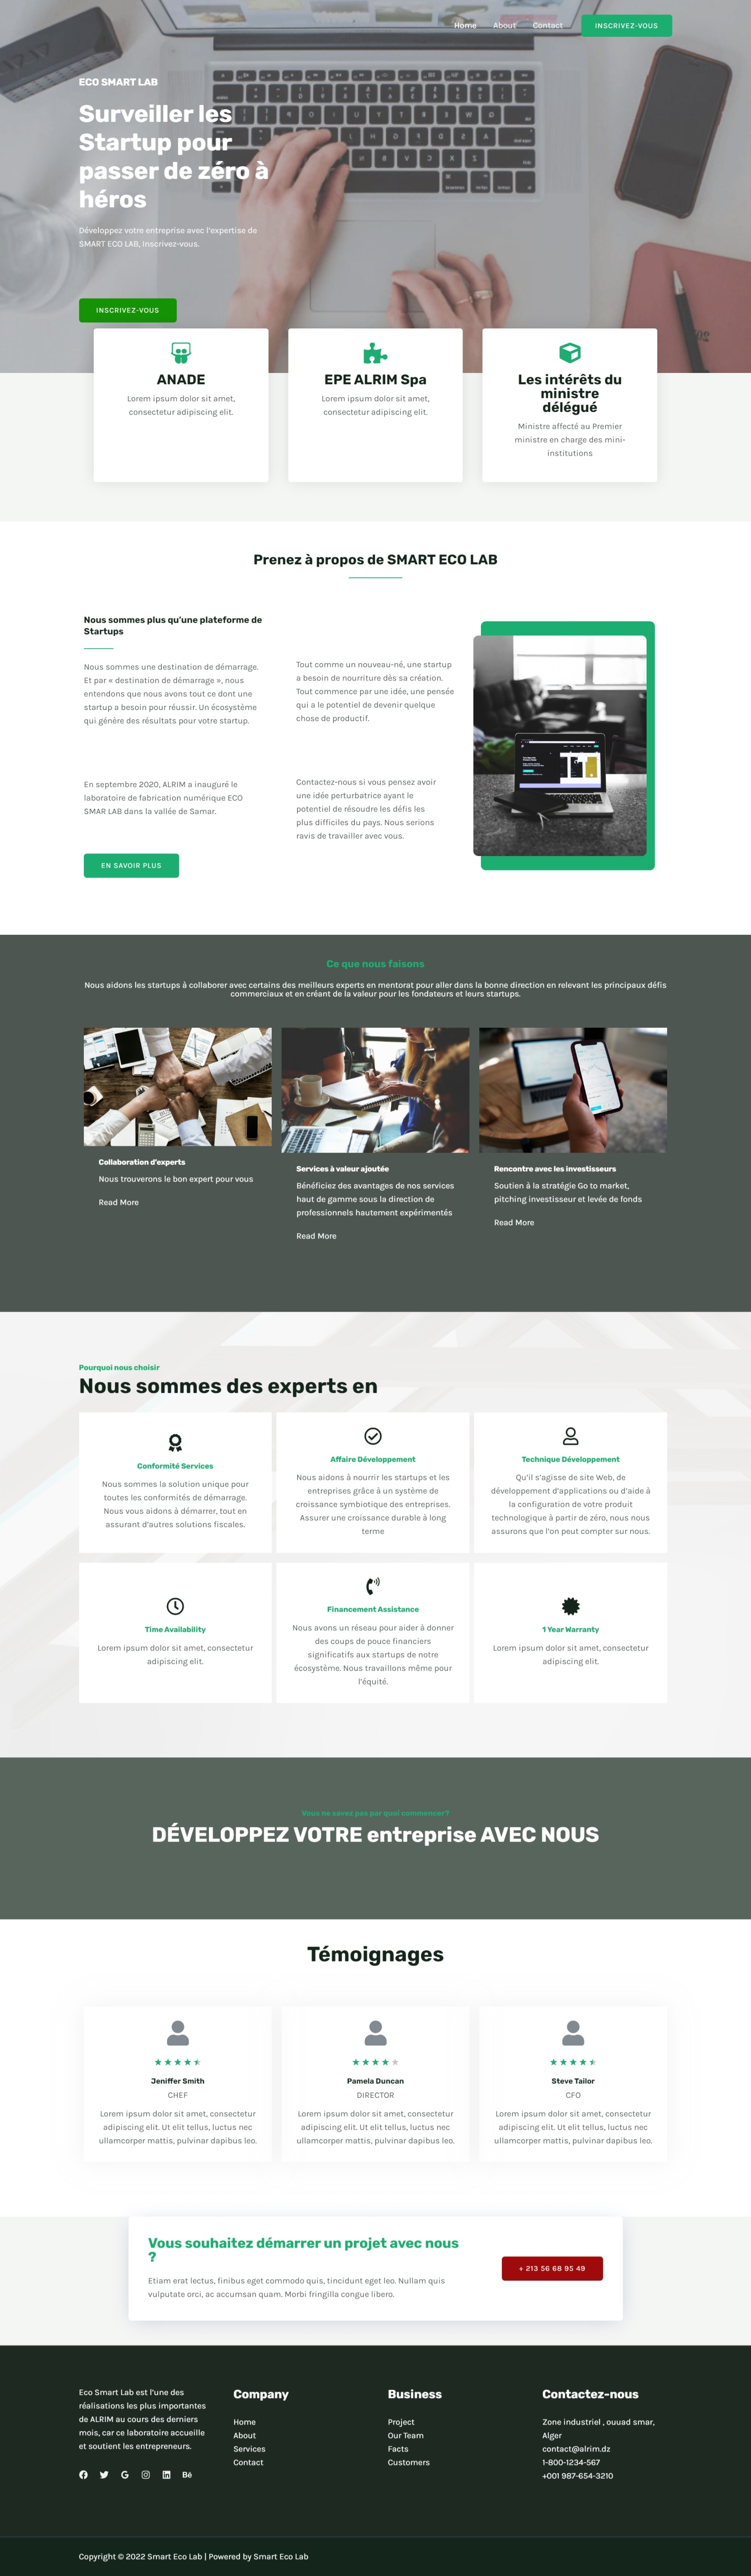 Home About Contact INSCRIVEZ-VOUS
ECO SMART LAB
Surveiller les
Startup pour
passer de zéro à
héros
Développez votre entreprise avec l'expertise de
SMART ECO LAB, Inscrivez-vous.
INSCRIVEZ-VOUS
ANADE
Lorem ipsum dolor sit amet,
consectetur adipiscing elit.
EPE ALRIM Spa
Lorem ipsum dolor sit amet,
consectetur adipiscing elit.
Les intérêts du
ministre
délégué
Ministre affecté au Premier
ministre en charge des mini-
institutions
Prenez à propos de SMART ECO LAB
Nous sommes plus qu'une plateforme de
Startups
Nous sommes une destination de démarrage.
Et par « destination de démarrage », nous
entendons que nous avons tout ce dont une
startup a besoin pour réussir. Un écosystème
qui génère des résultats pour votre startup.
Tout comme un nouveau-né, une startup
a besoin de nourriture dès sa création.
Tout commence par une idée, une pensée
qui a le potentiel de devenir quelque
chose de productif.
En septembre 2020, ALRIM a inauguré le
laboratoire de fabrication numérique ECO
SMAR LAB dans la vallée de Samar.
Contactez-nous si vous pensez avoir
une idée perturbatrice ayant le
potentiel de résoudre les défis les
plus difficiles du pays. Nous serions
ravis de travailler avec vous.
EN SAVOIR PLUS
Ce que nous faisons
Nous aidons les startups à collaborer avec certains des meilleurs experts en mentorat pour aller dans la bonne direction en relevant les principaux défis
commerciaux et en créant de la valeur pour les fondateurs et leurs startups.
Collaboration d'experts
Nous trouverons le bon expert pour vous
Read More
Services à valeur ajoutée
Bénéficiez des avantages de nos services
haut de gamme sous la direction de
professionnels hautement expérimentés
Read More
Rencontre avec les investisseurs
Soutien à la stratégie Go to market,
pitching investisseur et levée de fonds
Read More
Pourquoi nous choisir
Nous sommes des experts en
Conformité Services
Nous sommes la solution unique pour
toutes les conformités de démarrage.
Nous vous aidons à démarrer, tout en
assurant d'autres solutions fiscales.
Affaire Développement
Nous aidons à nourrir les startups et les
entreprises grâce à un système de
croissance symbiotique des entreprises.
Assurer une croissance durable à long
terme
Technique Développement
Qu'il s'agisse de site Web, de
développement d'applications ou d'aide à
la configuration de votre produit
technologique à partir de zéro, nous nous
assurons que l'on peut compter sur nous.
Time Availability
Lorem ipsum dolor sit amet, consectetur
adipiscing elit.
Financement Assistance
Nous avons un réseau pour aider à donner
des coups de pouce financiers
significatifs aux startups de notre
écosystème. Nous travaillons même pour
l'équité.
1 Year Warranty
Lorem ipsum dolor sit amet, consectetur
adipiscing elit.
Vous ne savez pas par quoi commencer?
DÉVELOPPEZ VOTRE entreprise AVEC NOUS
Témoignages
Jeniffer Smith
CHEF
Lorem ipsum dolor sit amet, consectetur
adipiscing elit. Ut elit tellus, luctus nec
ullamcorper mattis, pulvinar dapibus leo.
Pamela Duncan
DIRECTOR
Lorem ipsum dolor sit amet, consectetur
adipiscing elit. Ut elit tellus, luctus nec
ullamcorper mattis, pulvinar dapibus leo.
Steve Tailor
CFO
Lorem ipsum dolor sit amet, consectetur
adipiscing elit. Ut elit tellus, luctus nec
ullamcorper mattis, pulvinar dapibus leo.
Vous souhaitez démarrer un projet avec nous
?
Etiam erat lectus, finibus eget commodo quis, tincidunt eget leo. Nullam quis
vulputate orci, ac accumsan quam. Morbi fringilla congue libero.
+ 213 56 68 95 49
Eco Smart Lab est l'une des
réalisations les plus importantes
de ALRIM au cours des derniers
mois, car ce laboratoire accueille
et soutient les entrepreneurs.
Company
Home
About
Services
Contact
Business
Project
Our Team
Facts
Customers
Contactez-nous
Zone industriel , ouuad smar,
Alger
contact@alrim.dz
1-800-1234-567
+001 987-654-3210
Copyright © 2022 Smart Eco Lab | Powered by Smart Eco Lab